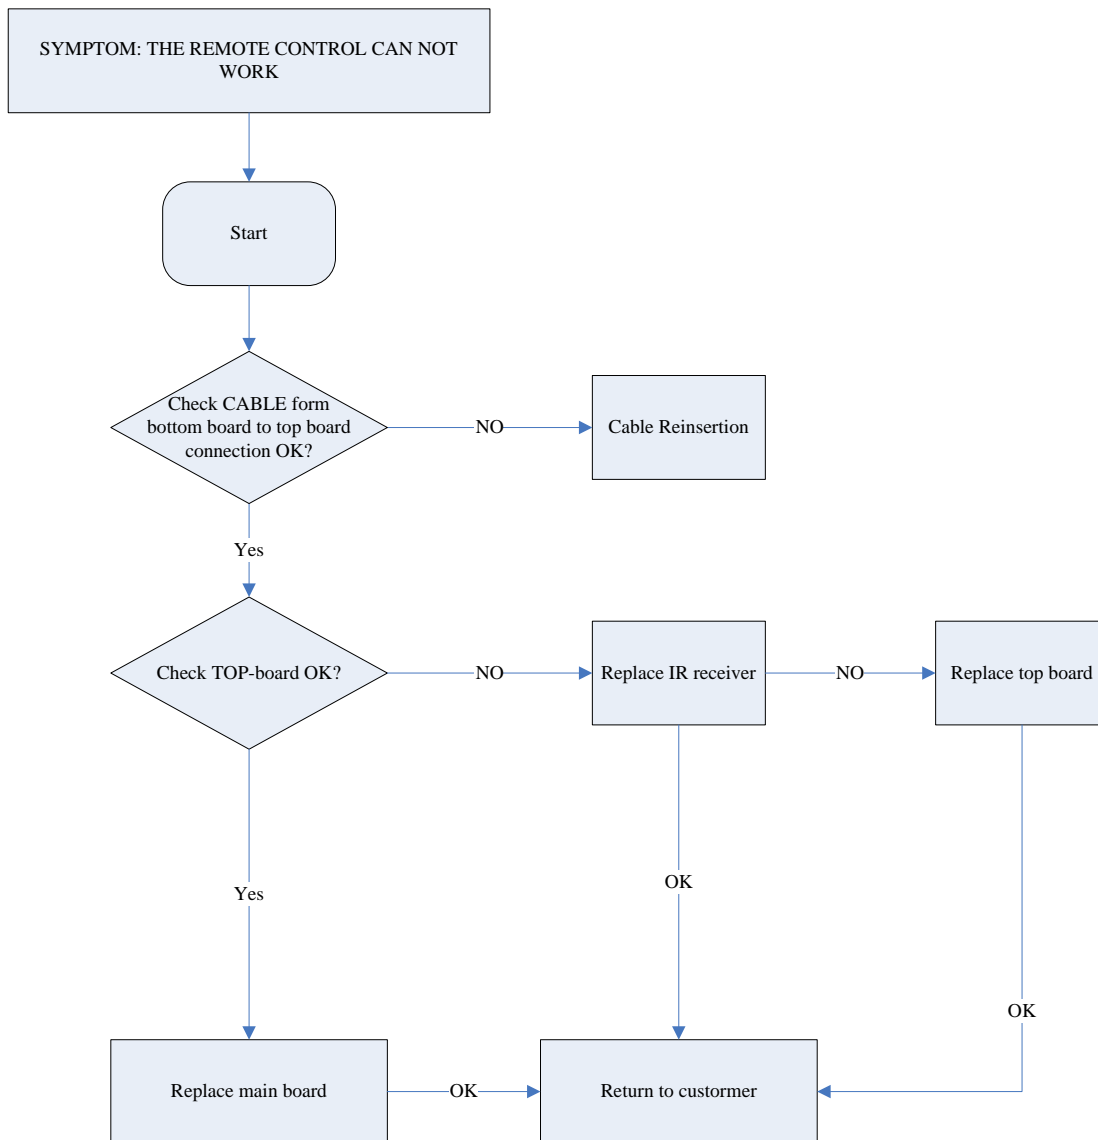 SYMPTOM: THE REMOTE CONTROL CAN NOT
WORK
Start
Check CABLE form
bottom board to top board
connection OK?
NO
Cable Reinsertion
Yes
Check TOP-board OK?
NO
Replace IR receiver
NO
Replace top board
Yes
OK
OK
Replace main board
OK
Return to custormer